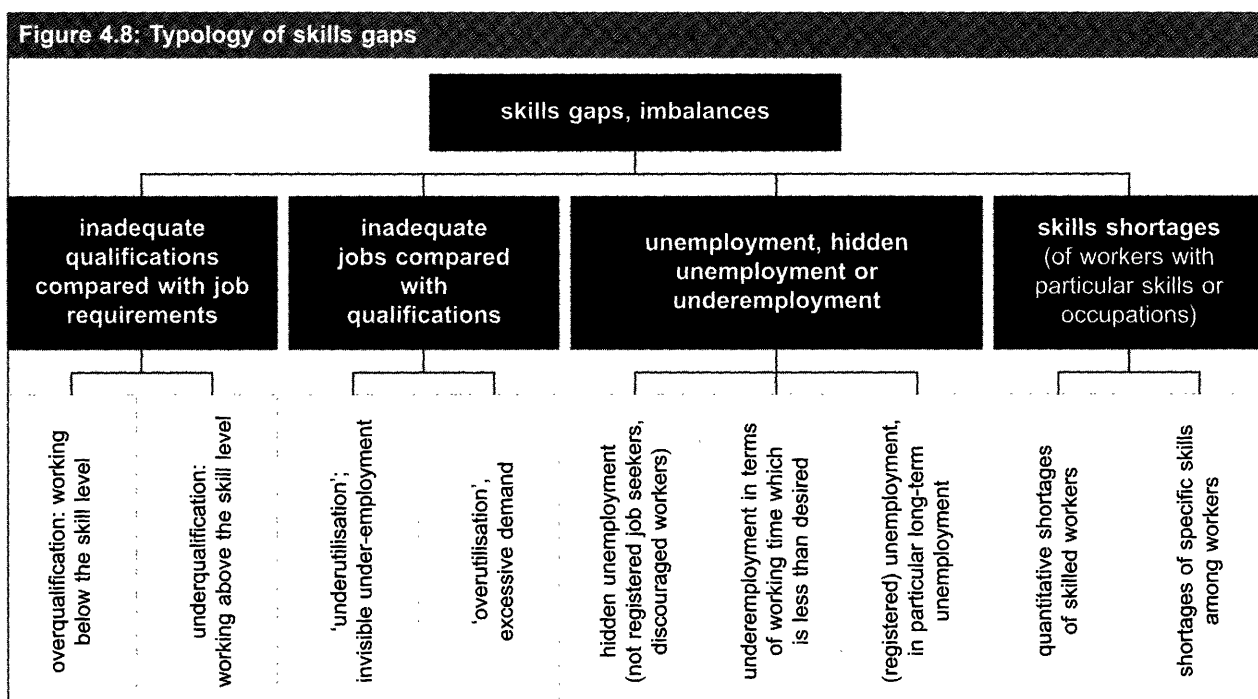 Figure 4.8: Typology of skills gaps
skills gaps, imbalances
inadequate
qualifications
compared with job
requirements
inadequate
jobs compared
with
qualifications
unemployment, hidden
unemployment or
underemployment
skills shortages
(of workers with
particular skills or
occupations)
overqualification: working
below the skill level
underqualification:
working above the skill level
‘underutilisation’;
invisible under-employment
‘overutilisation’,
excessive demand
hidden unemployment
(not registered job seekers,
discouraged workers)
underemployment in terms
of working time which
is less than desired
(registered) unemployment,
in particular long-term
unemployment
quantitative shortages
of skilled workers
shortages of specific skills
among workers